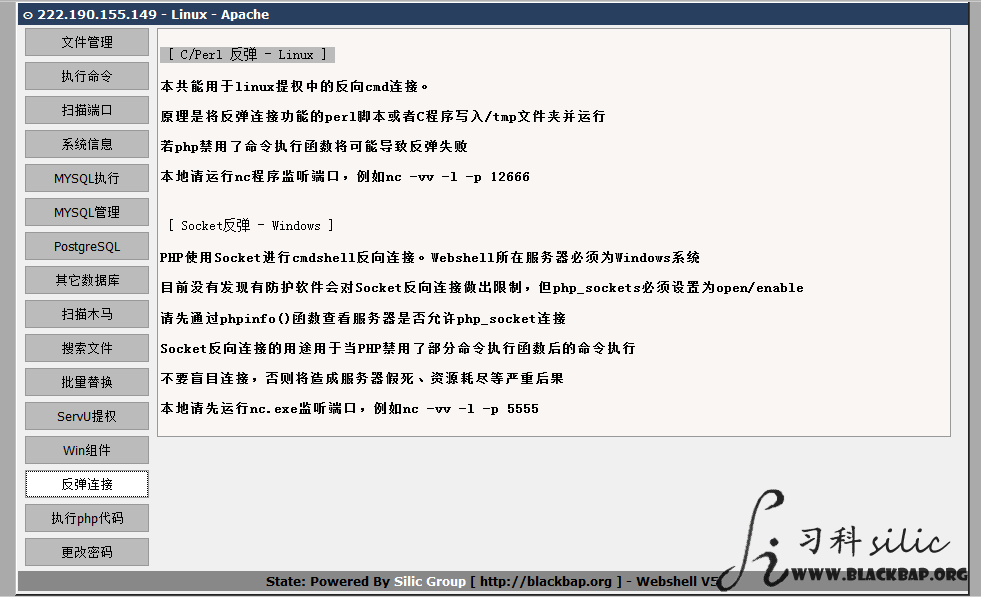 222.190.155.149 - Linux - Apache
文件管理
执行命令
扫描端口
系统信息
MYSQL执行
MYSQL管理
PostgreSQL
其它数据库
扫描木马
搜索文件
批量替换
ServU提权
Win组件
反弹连接
执行php代码
更改密码
[ C/Perl 反弹 - Linux ]
本共能用于linux提权中的反向cmd连接。
原理是将反弹连接功能的perl脚本或者C程序写入/tmp文件夹并运行
若php禁用了命令执行函数将可能导致反弹失败
本地请运行nc程序监听端口，例如nc -vv -l -p 12666
[ Socket反弹 - Windows ]
PHP使用Socket进行cmdshell反向连接。Webshell所在服务器必须为Windows系统
目前没有发现有防护软件会对Socket反向连接做出限制，但php_sockets必须设置为open/enable
请先通过phpinfo()函数查看服务器是否允许php_socket连接
Socket反向连接的用途用于当PHP禁用了部分命令执行函数后的命令执行
不要盲目连接，否则将造成服务器假死、资源耗尽等严重后果
本地请先运行nc.exe监听端口，例如nc -vv -l -p 5555
State: Powered By Silic Group [ http://blackbap.org ] - Webshell V5
习科silic
WWW.BLACKBAP.ORG